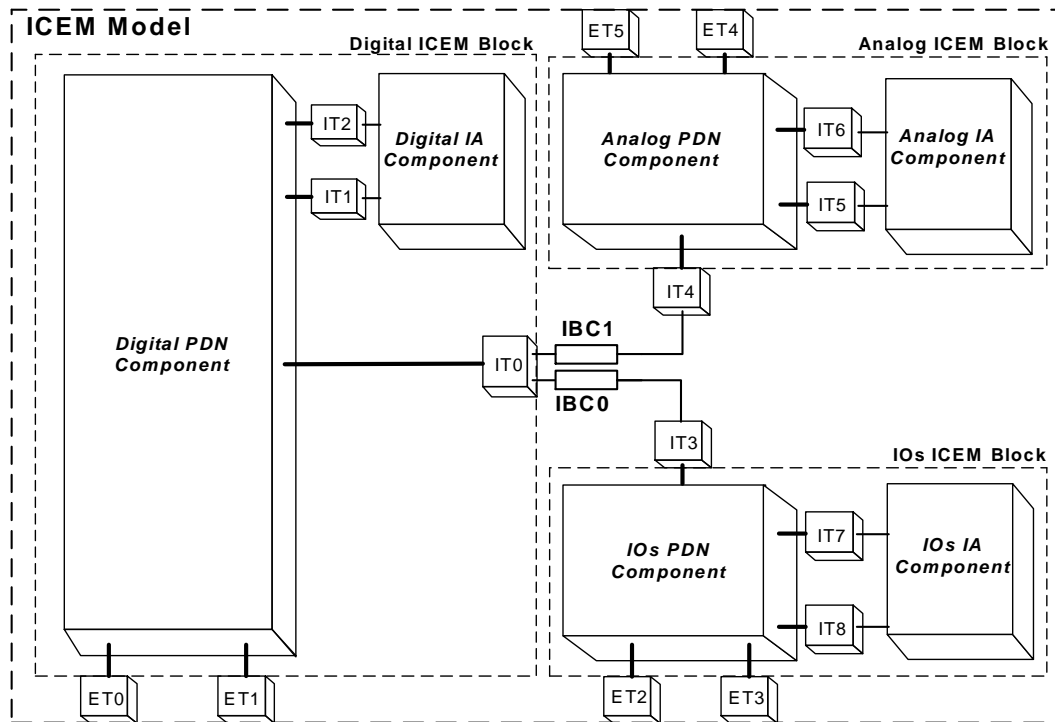 ICEM Model
Digital ICEM Block
ET5
ET4
Analog ICEM Block
IT2
Digital IA
Component
IT1
Analog PDN
Component
IT6
Analog IA
Component
IT5
IT4
Digital PDN
Component
IT0
IBC1
IBC0
IT3
IOs ICEM Block
IOs PDN
Component
IT7
IOs IA
Component
IT8
ET0
ET1
ET2
ET3